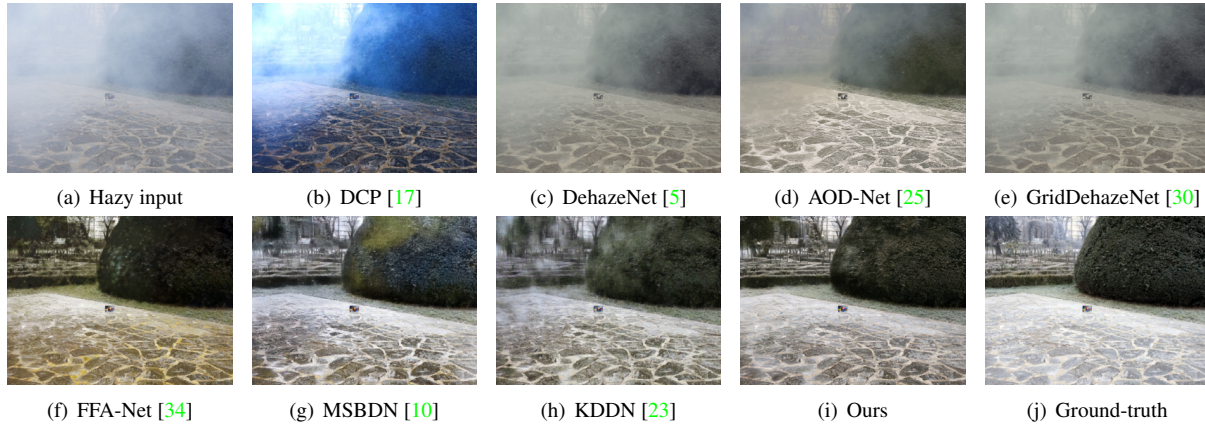 (a) Hazy input (b) DCP [17] (c) DehazeNet [5] (d) AOD-Net [25] (e) GridDehazeNet [30]
(f) FFA-Net [34] (g) MSBDN [10] (h) KDDN [23] (i) Ours (j) Ground-truth